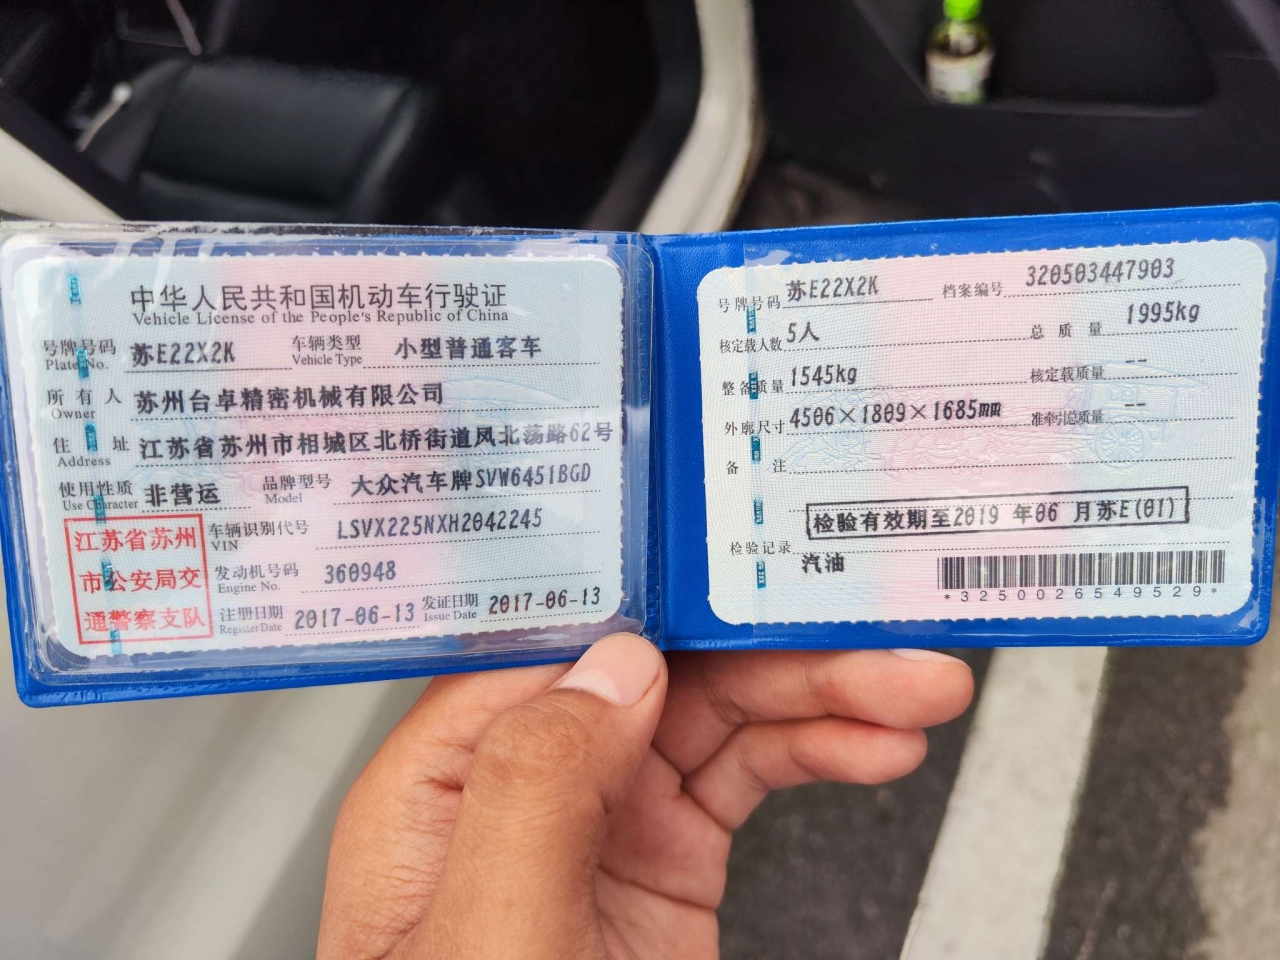 中华人民共和国机动车行驶证
Vehicle License of the People's Republic of China
号牌号码 苏E22X2K 车辆类型 小型普通客车
Plate No. Vehicle Type
所有人 苏州台卓精密机械有限公司
Owner
住址 江苏省苏州市相城区北桥街道凤北荡路62号
Address
使用性质 非营运 品牌型号 大众汽车牌SVW6451BGD
Use Character Model
江苏省苏州
市公安局交
通警察支队
车辆识别代号 LSVX225NXH2042245
VIN
发动机号码 360948
Engine No.
注册日期 2017-06-13 发证日期 2017-06-13
Register Date Issue Date
号牌号码 苏E22X2K 档案编号 320503447903
核定载人数 5人 总质量 1995kg
整备质量 1545kg 核定载质量 --
外廓尺寸 4506×1809×1685mm 准牵引总质量 --
备注
检验有效期至2019 年06 月苏E(01)
检验记录 汽油
*3250026549529*